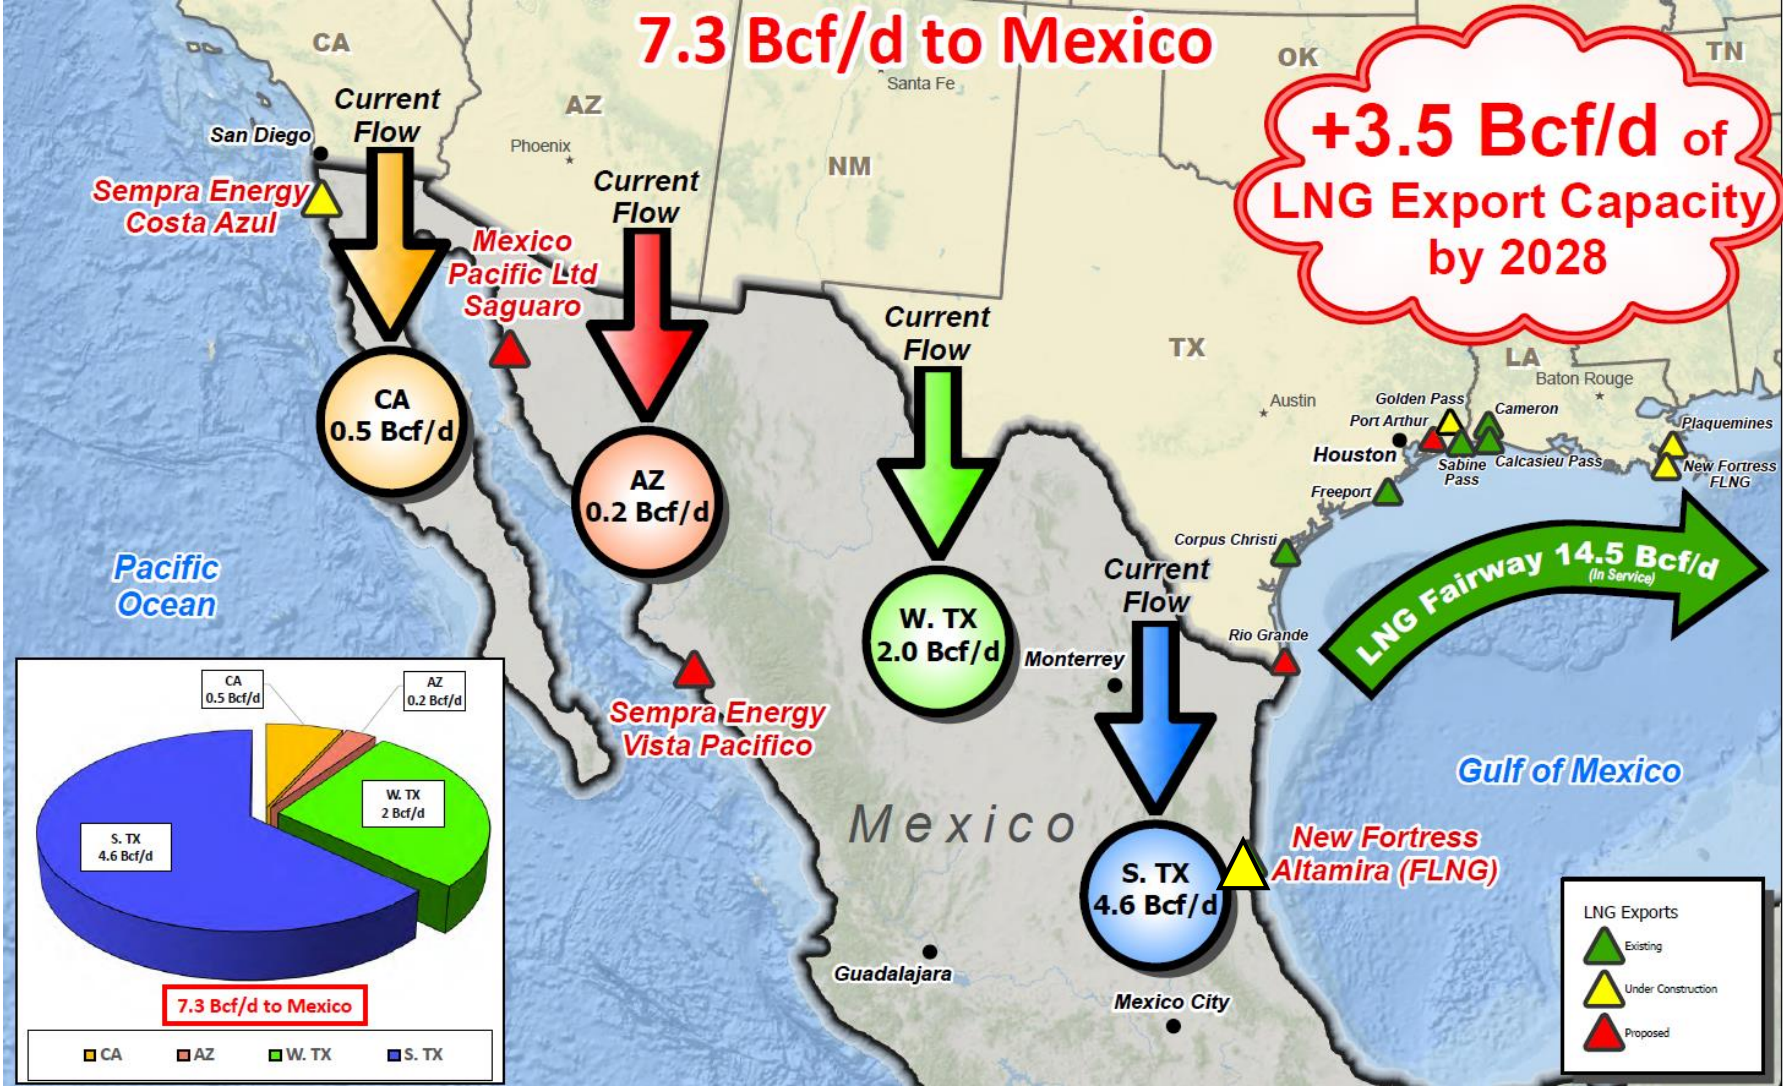 7.3 Bcf/d to Mexico
CA
AZ
NM
OK
TN
TX
LA
Santa Fe
Phoenix
Austin
Baton Rouge
+3.5 Bcf/d of
LNG Export Capacity
by 2028
San Diego
Current
Flow
Sempra Energy
Costa Azul
Current
Flow
Mexico
Pacific Ltd
Saguaro
Current
Flow
CA
0.5 Bcf/d
AZ
0.2 Bcf/d
Golden Pass
Port Arthur
Cameron
Plaquemines
Houston
Sabine
Pass
Calcasieu Pass
New Fortress
FLNG
Freeport
Corpus Christi
Current
Flow
LNG Fairway 14.5 Bcf/d
(In Service)
Pacific
Ocean
W. TX
2.0 Bcf/d
Rio Grande
Monterrey
Sempra Energy
Vista Pacifico
Gulf of Mexico
Mexico
New Fortress
Altamira (FLNG)
S. TX
4.6 Bcf/d
Guadalajara
Mexico City
CA
0.5 Bcf/d
AZ
0.2 Bcf/d
W. TX
2 Bcf/d
S. TX
4.6 Bcf/d
7.3 Bcf/d to Mexico
CA AZ W. TX S. TX
LNG Exports
Existing
Under Construction
Proposed